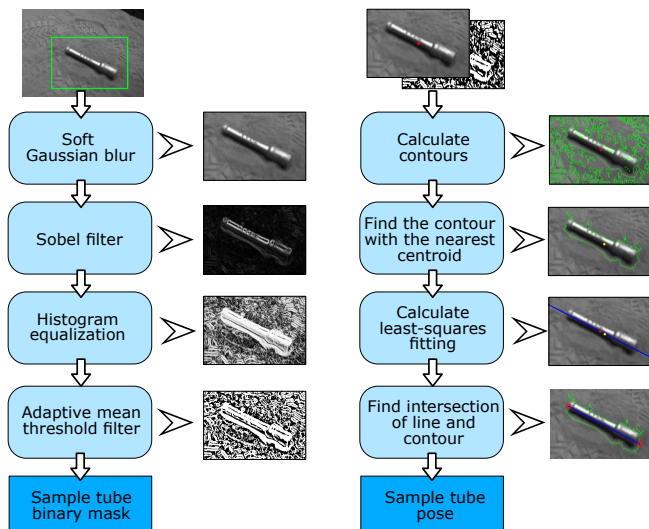 Soft
Gaussian blur
Sobel filter
Histogram
equalization
Adaptive mean
threshold filter
Sample tube
binary mask
Calculate
contours
Find the contour
with the nearest
centroid
Calculate
least-squares
fitting
Find intersection
of line and
contour
Sample tube
pose